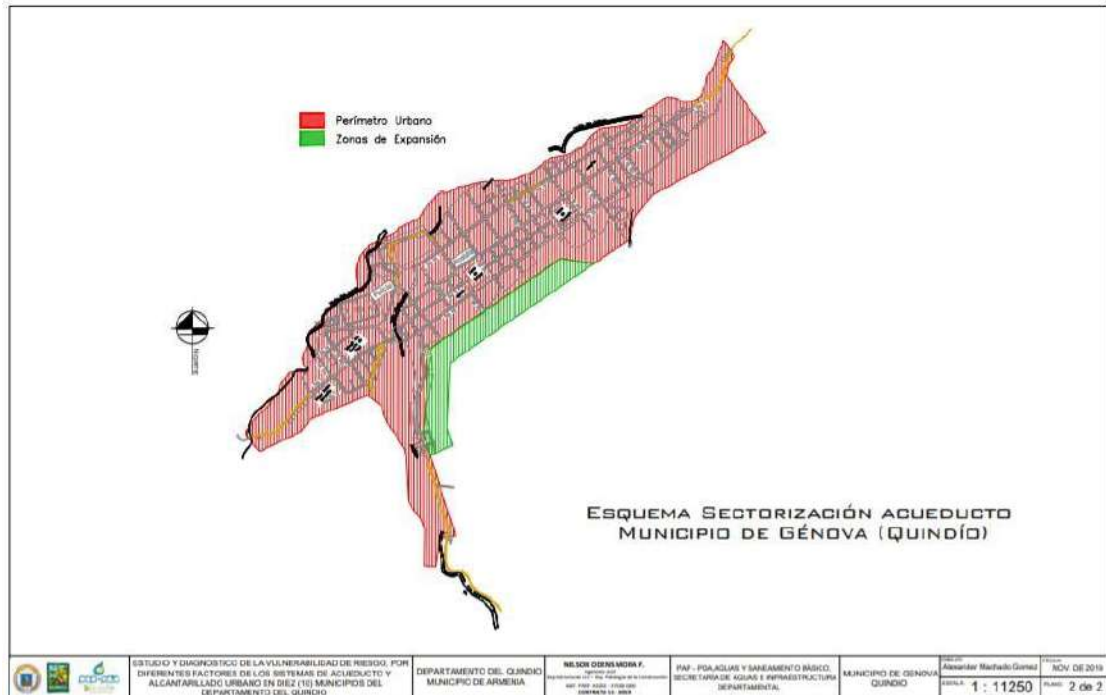 Perímetro Urbano
Zonas de Expansión
NORTE
ESQUEMA SECTORIZACIÓN ACUEDUCTO
MUNICIPIO DE GÉNOVA (QUINDÍO)
ESTUDIO Y DIAGNOSTICO DE LA VULNERABILIDAD DE RIESGO, POR
DIFERENTES FACTORES DE LOS SISTEMAS DE ACUEDUCTO Y
ALCANTARILLADO URBANO EN DIEZ (10) MUNICIPIOS DEL
DEPARTAMENTO DEL QUINDIO
DEPARTAMENTO DEL QUINDIO
MUNICIPIO DE ARMENIA
NELSON ODENS MORA F.
PAP - PDA, AGUAS Y SANEAMIENTO BÁSICO,
SECRETARÍA DE AGUAS E INFRAESTRUCTURA
DEPARTAMENTAL
MUNICIPIO DE GENOVA
QUINDIO
Alexander Machado Gomez
ESCALA:
1 : 11250
NOV. DE 2019
PLANO:
2 de 2